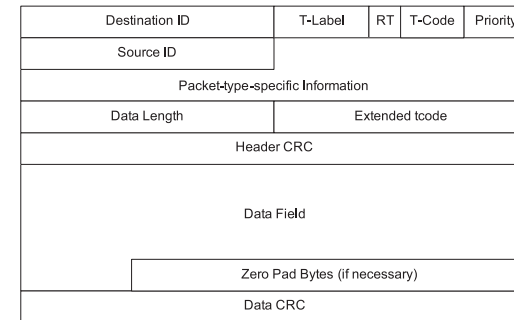 Destination ID T-Label RT T-Code Priority
Source ID
Packet-type-specific Information
Data Length Extended tcode
Header CRC
Data Field
Zero Pad Bytes (if necessary)
Data CRC